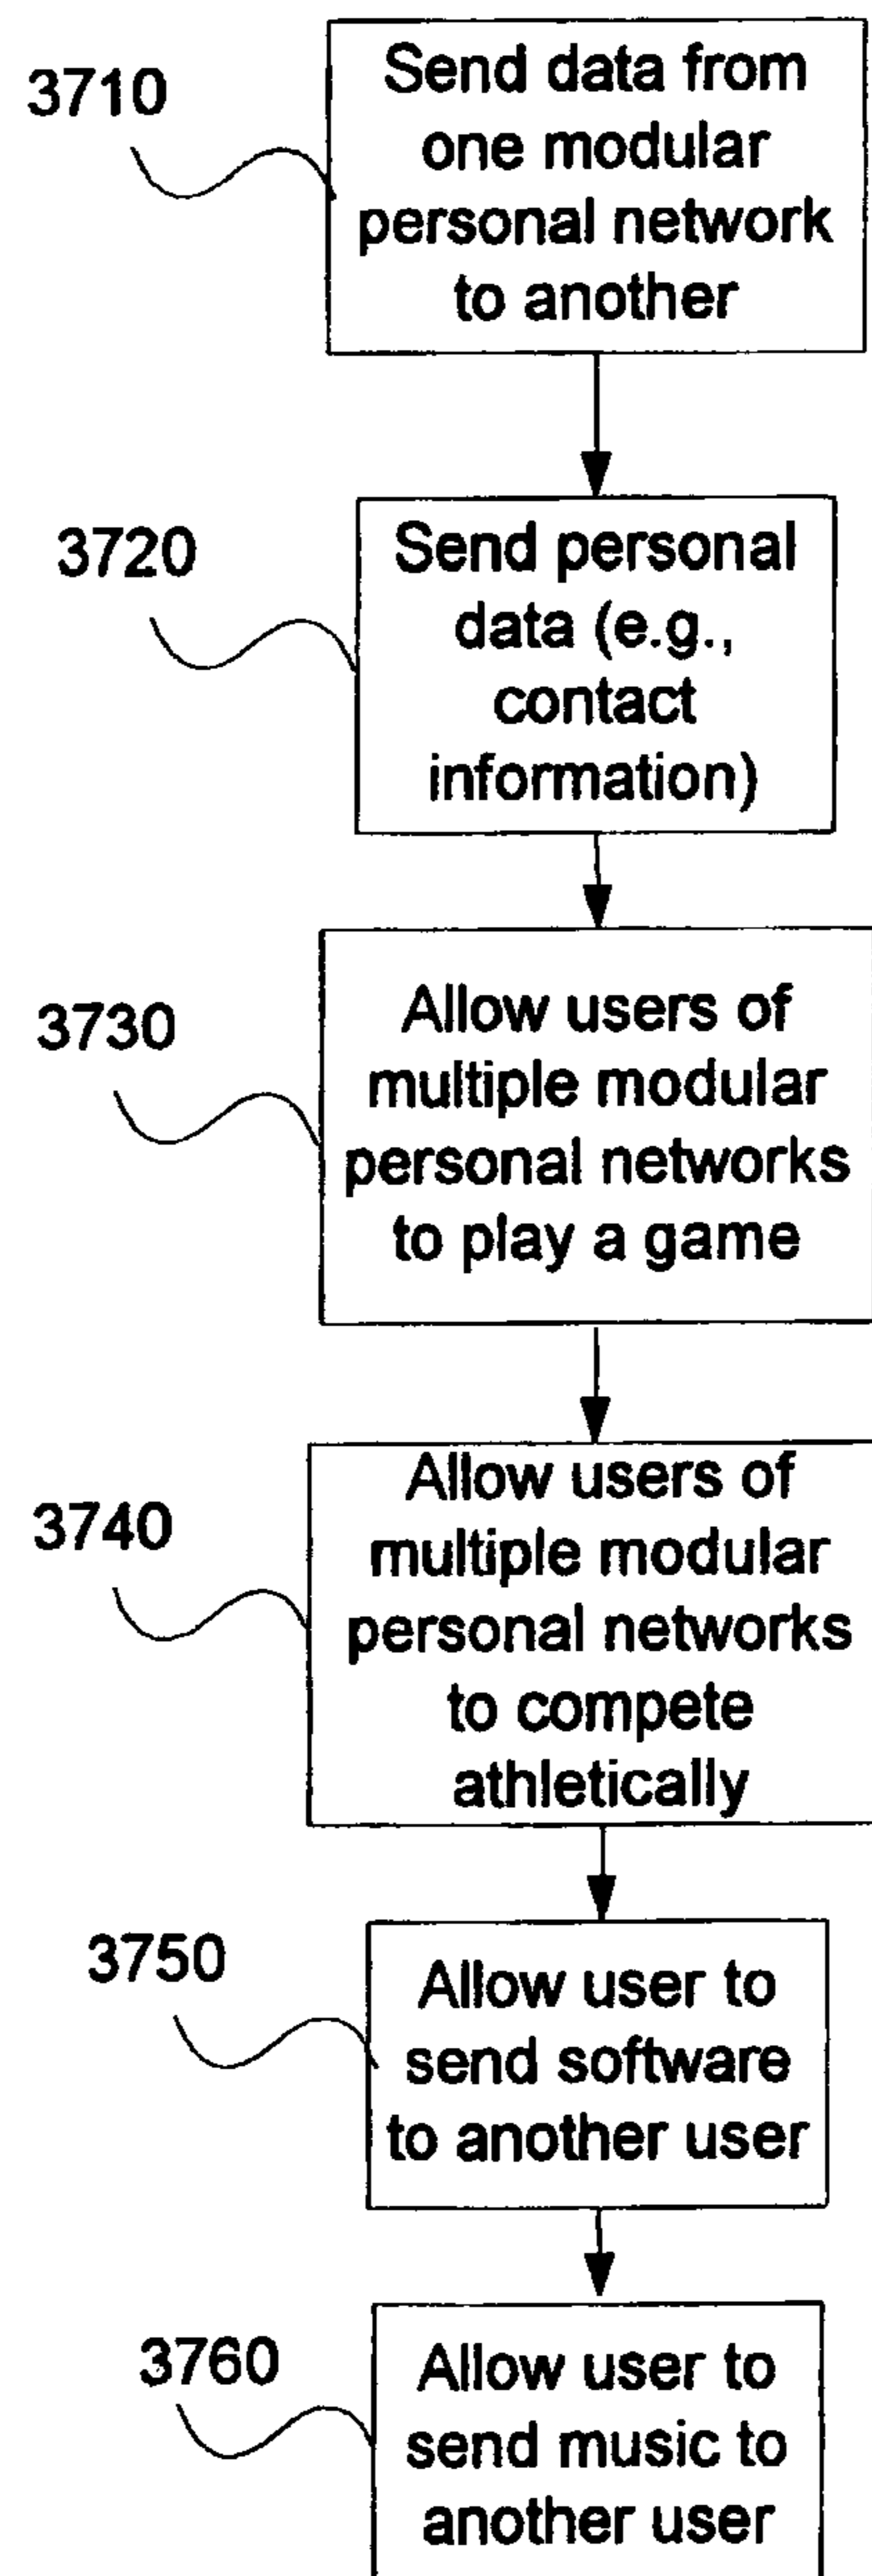 3710
Send data from
one modular
personal network
to another
3720
Send personal
data (e.g.,
contact
information)
3730
Allow users of
multiple modular
personal networks
to play a game
3740
Allow users of
multiple modular
personal networks
to compete
athletically
3750
Allow user to
send software
to another user
3760
Allow user to
send music to
another user